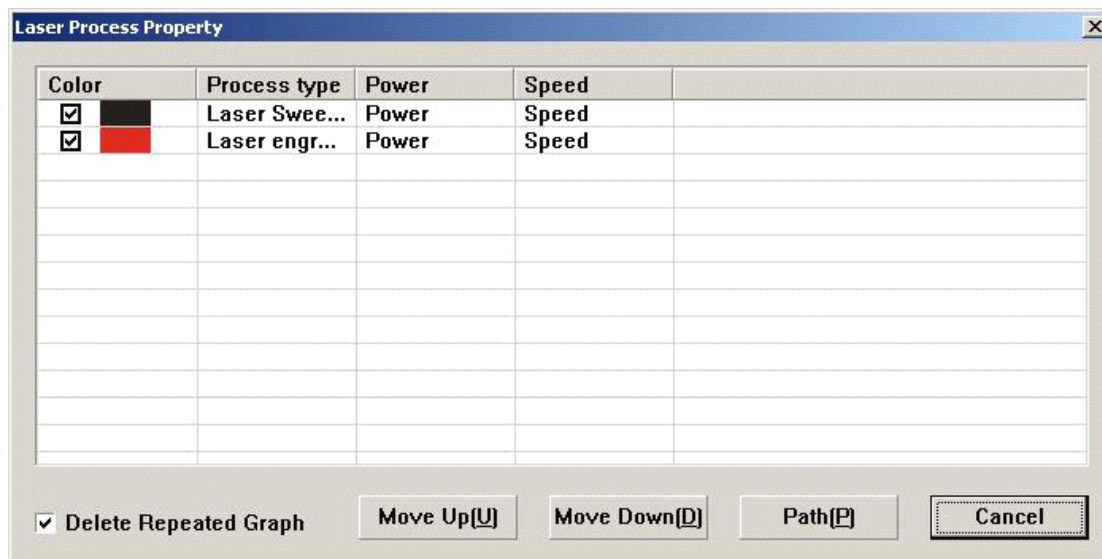 Laser Process Property
Color Process type Power Speed
Laser Swee... Power Speed
Laser engr... Power Speed
Delete Repeated Graph Move Up(U) Move Down(D) Path(P) Cancel